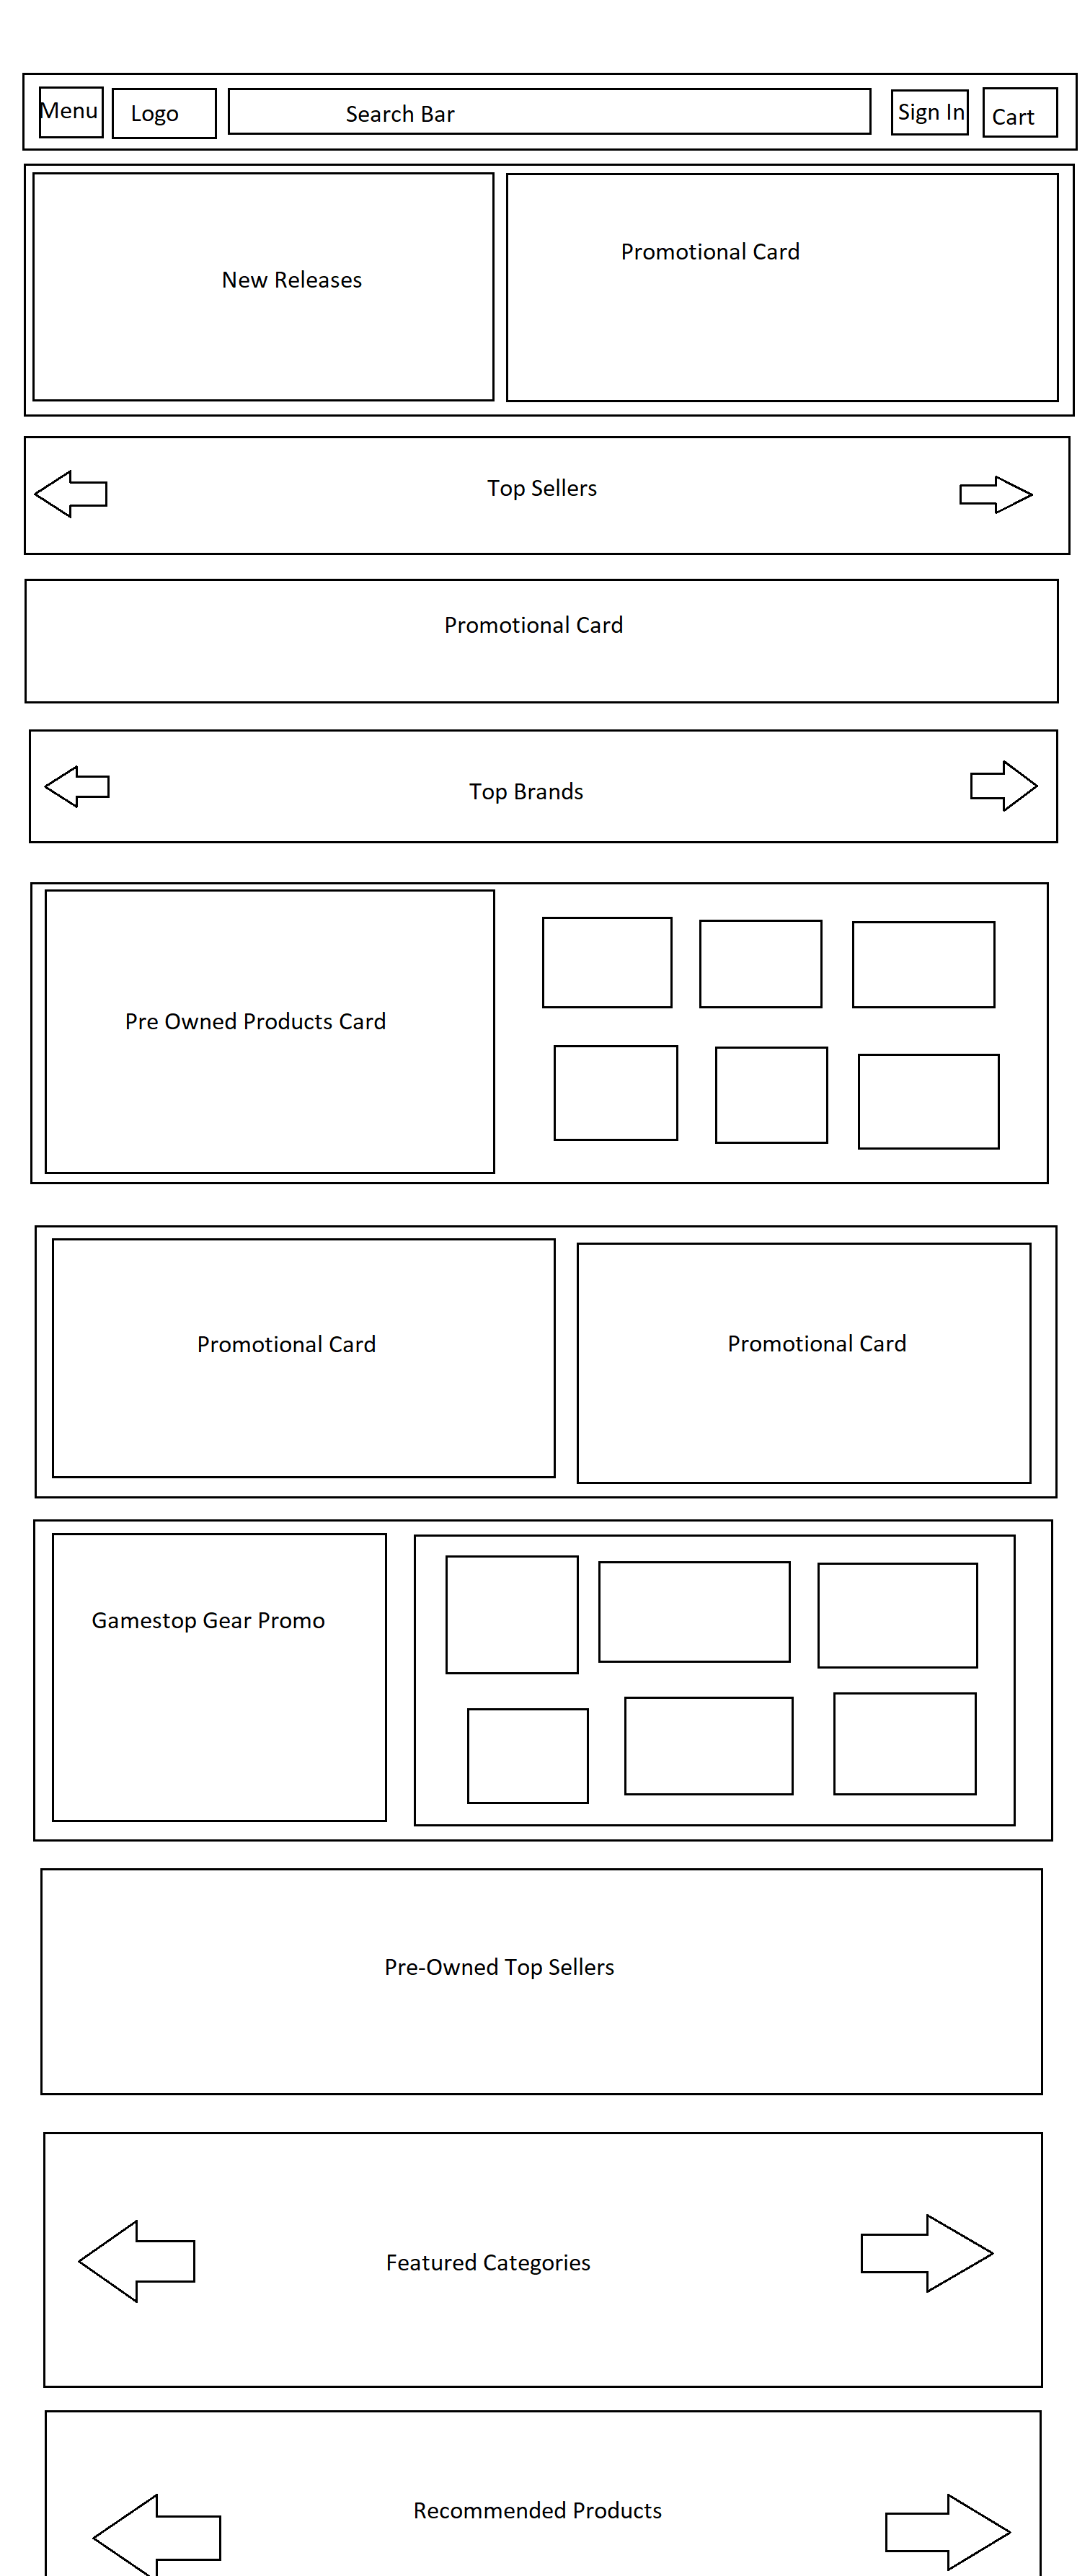 Menu
Logo
Search Bar
Sign In
Cart
New Releases
Promotional Card
Top Sellers
Promotional Card
Top Brands
Pre Owned Products Card
Promotional Card
Promotional Card
Gamestop Gear Promo
Pre-Owned Top Sellers
Featured Categories
Recommended Products